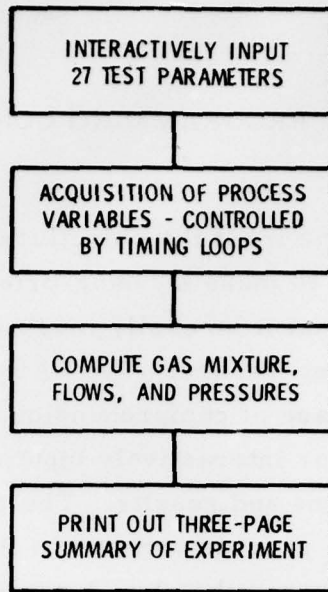 INTERACTIVELY INPUT
27 TEST PARAMETERS
ACQUISITION OF PROCESS
VARIABLES - CONTROLLED
BY TIMING LOOPS
COMPUTE GAS MIXTURE,
FLOWS, AND PRESSURES
PRINT OUT THREE-PAGE
SUMMARY OF EXPERIMENT